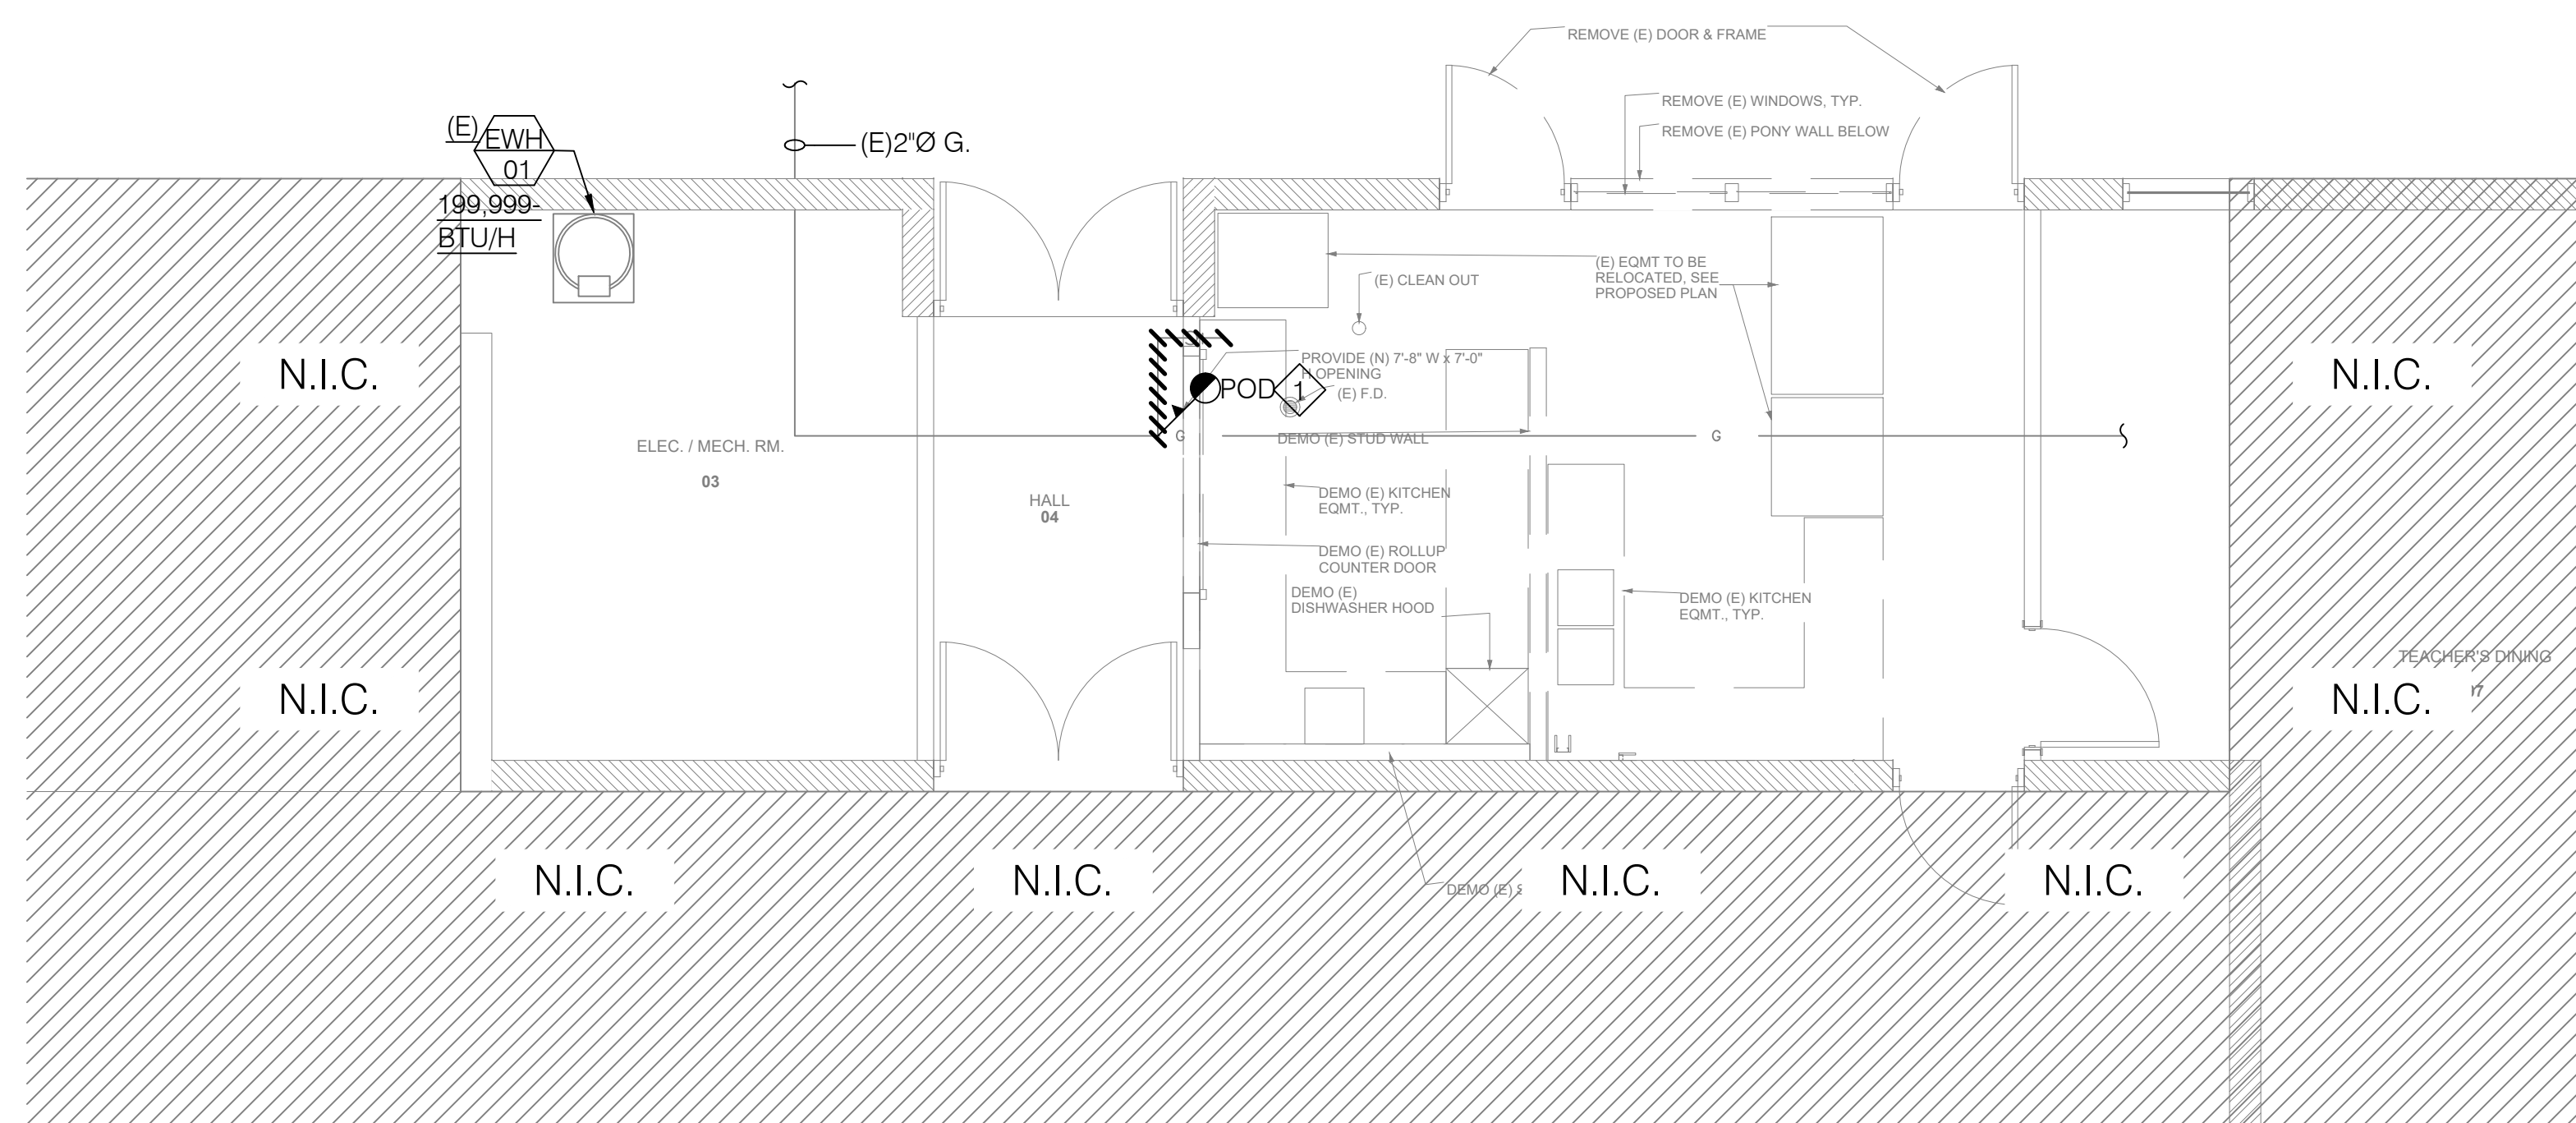 REMOVE (E) DOOR & FRAME
REMOVE (E) WINDOWS, TYP.
REMOVE (E) PONY WALL BELOW
(E)
EWH
01
199,999-
BTU/H
(E)2"Ø G.
(E) CLEAN OUT
(E) EQMT TO BE
RELOCATED, SEE
PROPOSED PLAN
PROVIDE (N) 7'-8" W x 7'-0"
H OPENING
(E) F.D.
POD
1
N.I.C.
N.I.C.
G
G
DEMO (E) STUD WALL
ELEC. / MECH. RM.
03
HALL
04
DEMO (E) KITCHEN
EQMT., TYP.
DEMO (E) ROLLUP
COUNTER DOOR
DEMO (E)
DISHWASHER HOOD
DEMO (E) KITCHEN
EQMT., TYP.
TEACHER'S DINING
N.I.C.
N.I.C.
N.I.C.
N.I.C.
DEMO (E)
N.I.C.
N.I.C.